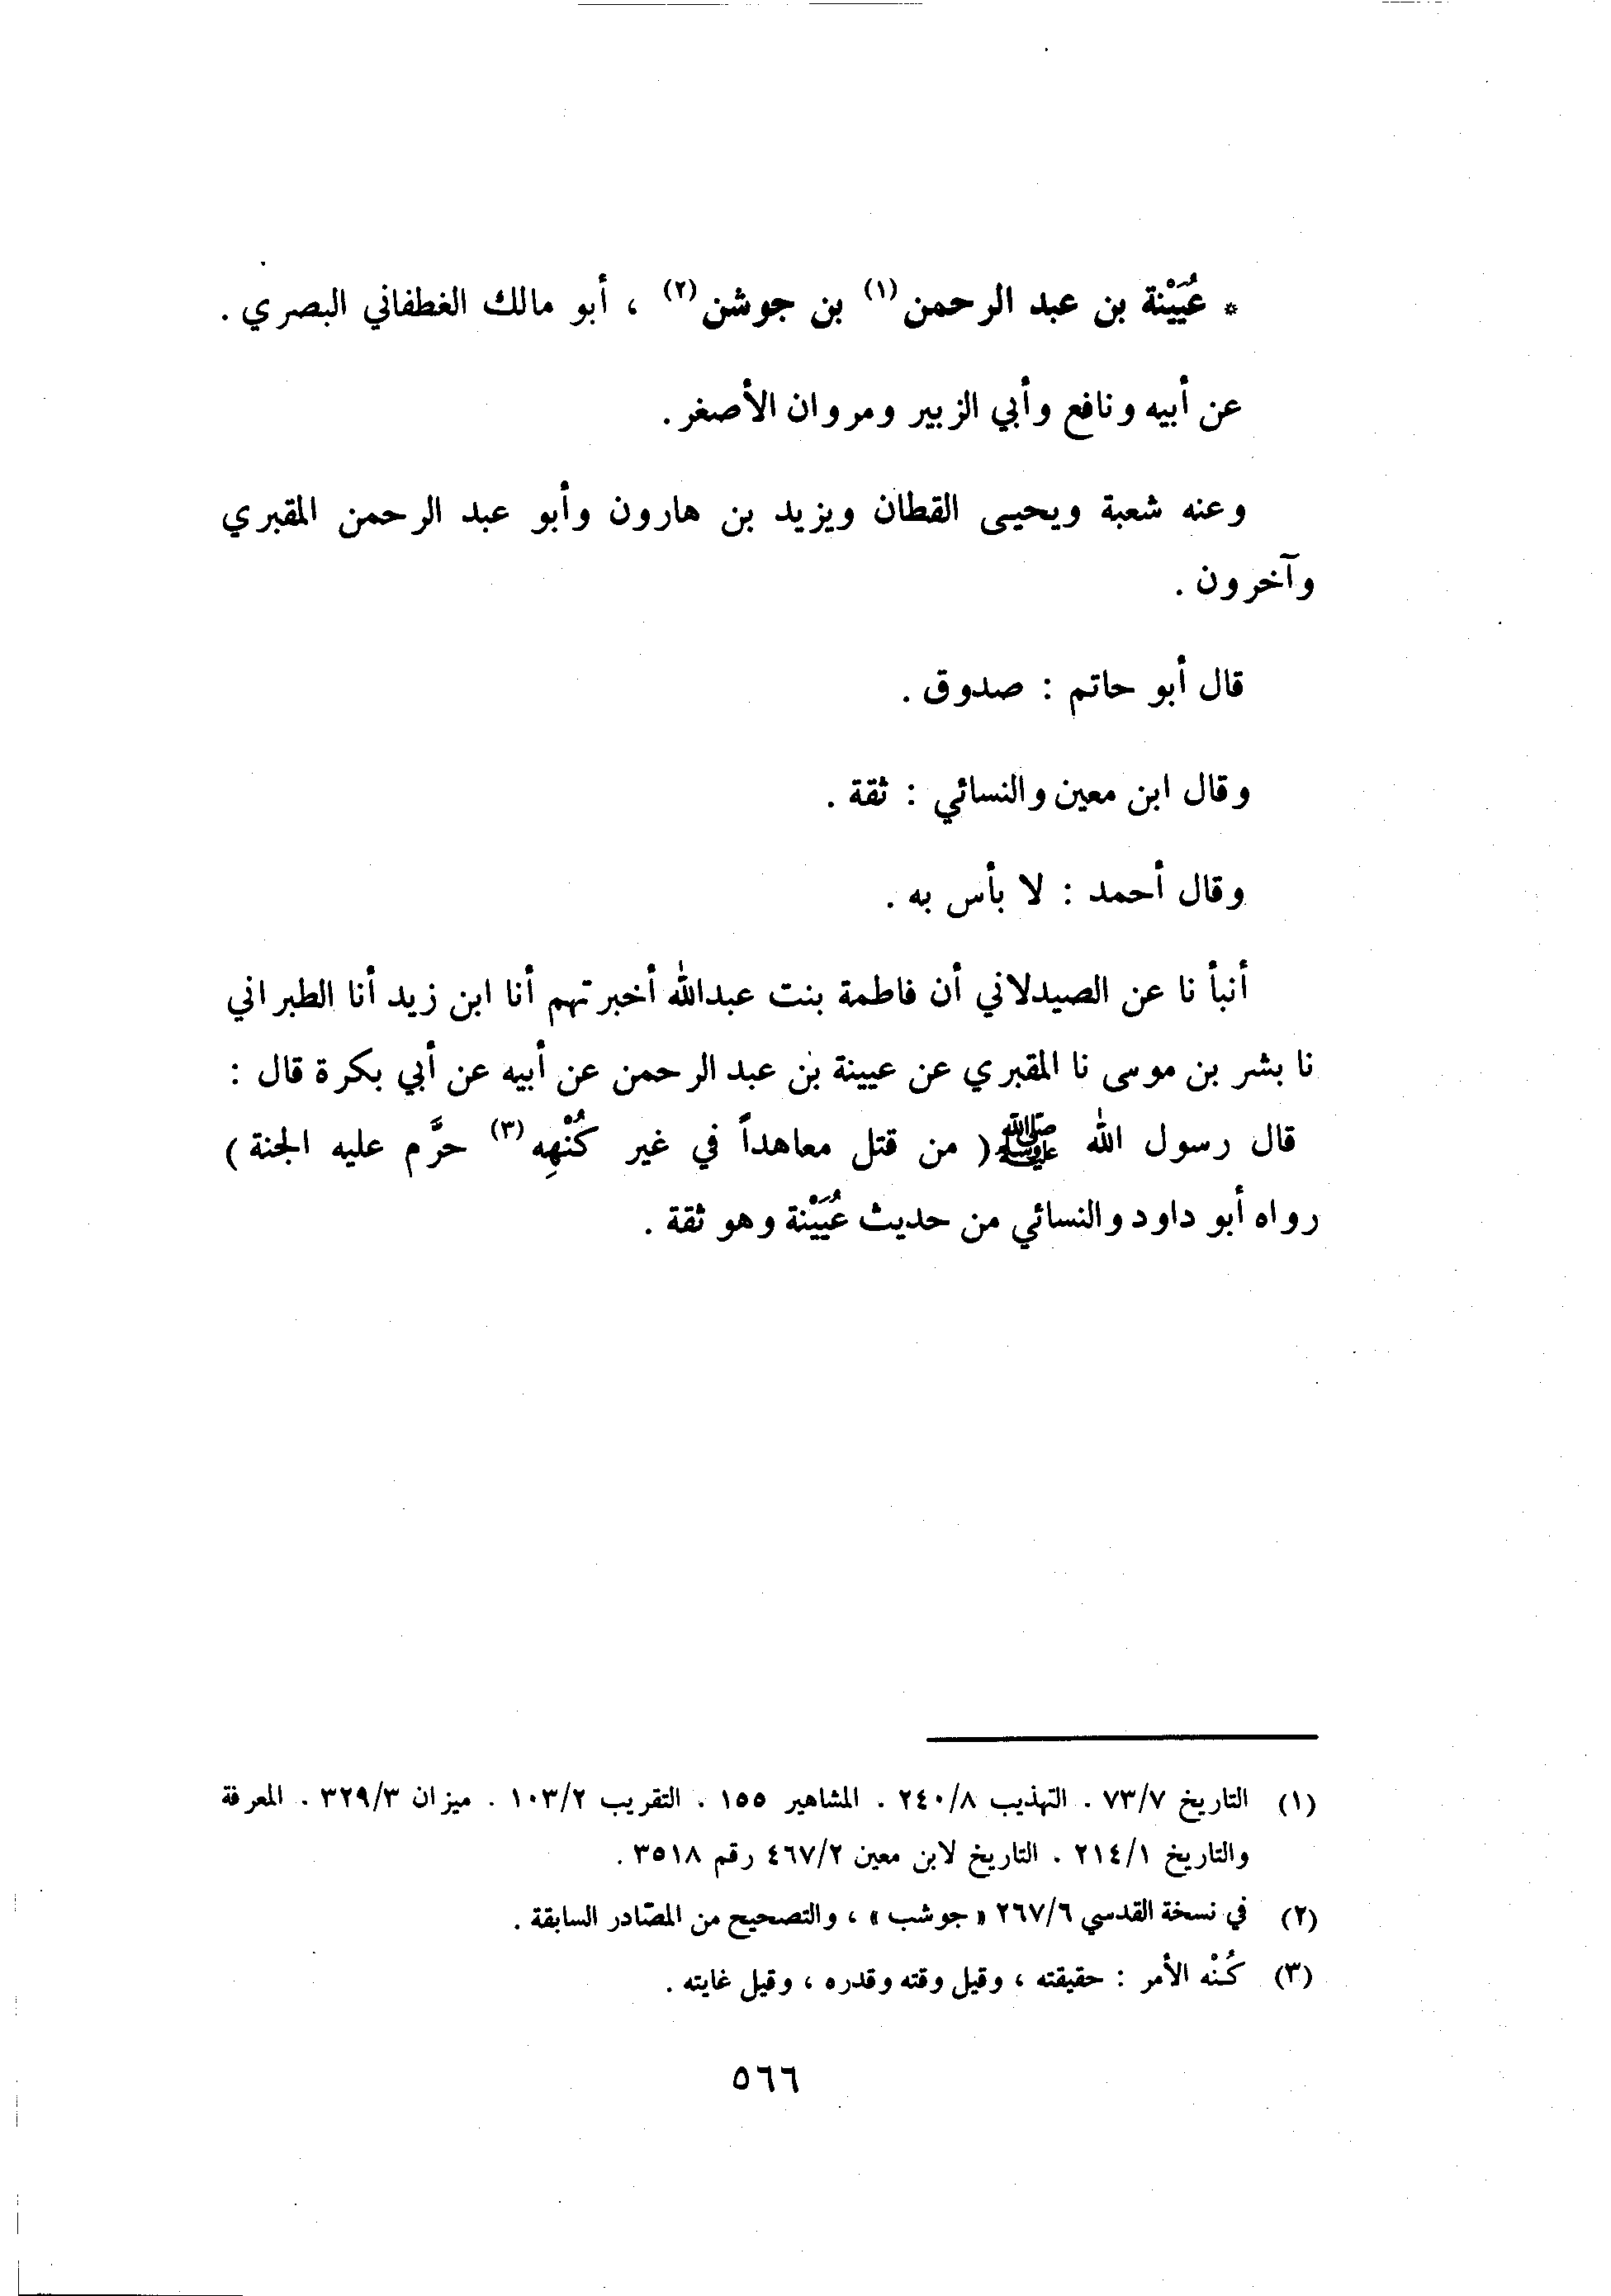 * عُيَيْنة بن عبد الرحمن (١) بن جوشن (٢) ، أبو مالك الغطفاني البصري .
عن أبيه ونافع وأبي الزبير ومروان الأصغر .
وعنه شعبة ويحيى القطان ويزيد بن هارون وأبو عبد الرحمن المقبري
وآخرون .
قال أبو حاتم : صدوق .
وقال ابن معين والنسائي : ثقة .
وقال أحمد : لا بأس به .
أنبأ نا عن الصيدلاني أن فاطمة بنت عبدالله أخبرتهم أنا ابن زيد أنا الطبراني
نا بشر بن موسى نا المقبري عن عيينة بن عبد الرحمن عن أبيه عن أبي بكرة قال :
قال رسول الله ﷺ ( من قتل معاهداً في غير كُنْهِه (٣) حرَّم عليه الجنة )
رواه أبو داود والنسائي من حديث عُيَيْنة وهو ثقة .
(١) التاريخ ٧٣/٧ . التهذيب ٢٤٠/٨ . المشاهير ١٥٥ . التقريب ١٠٣/٢ . ميزان ٣٢٩/٣ . المعرفة
والتاريخ ٢١٤/١ . التاريخ لابن معين ٤٦٧/٢ رقم ٣٥١٨ .
(٢) في نسخة القدسي ٢٦٧/٦ « جوشب » ، والتصحيح من المصادر السابقة .
(٣) كُنْه الأمر : حقيقته ، وقيل وقته وقدره ، وقيل غايته .
٥٦٦